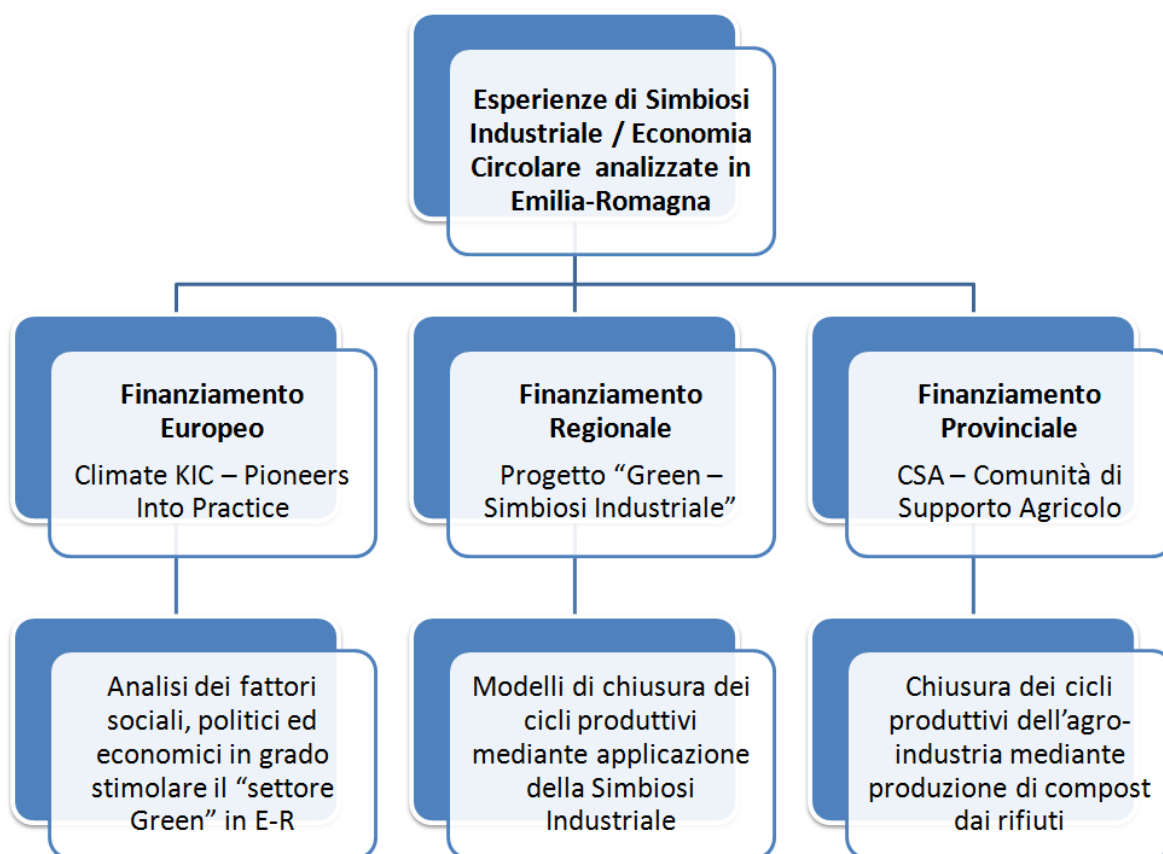 Esperienze di Simbiosi
Industriale / Economia
Circolare analizzate in
Emilia-Romagna
Finanziamento
Europeo
Climate KIC – Pioneers
Into Practice
Finanziamento
Regionale
Progetto “Green –
Simbiosi Industriale”
Finanziamento
Provinciale
CSA – Comunità di
Supporto Agricolo
Analisi dei fattori
sociali, politici ed
economici in grado
stimolare il “settore
Green” in E-R
Modelli di chiusura dei
cicli produttivi
mediante applicazione
della Simbiosi
Industriale
Chiusura dei cicli
produttivi dell’agro-
industria mediante
produzione di compost
dai rifiuti